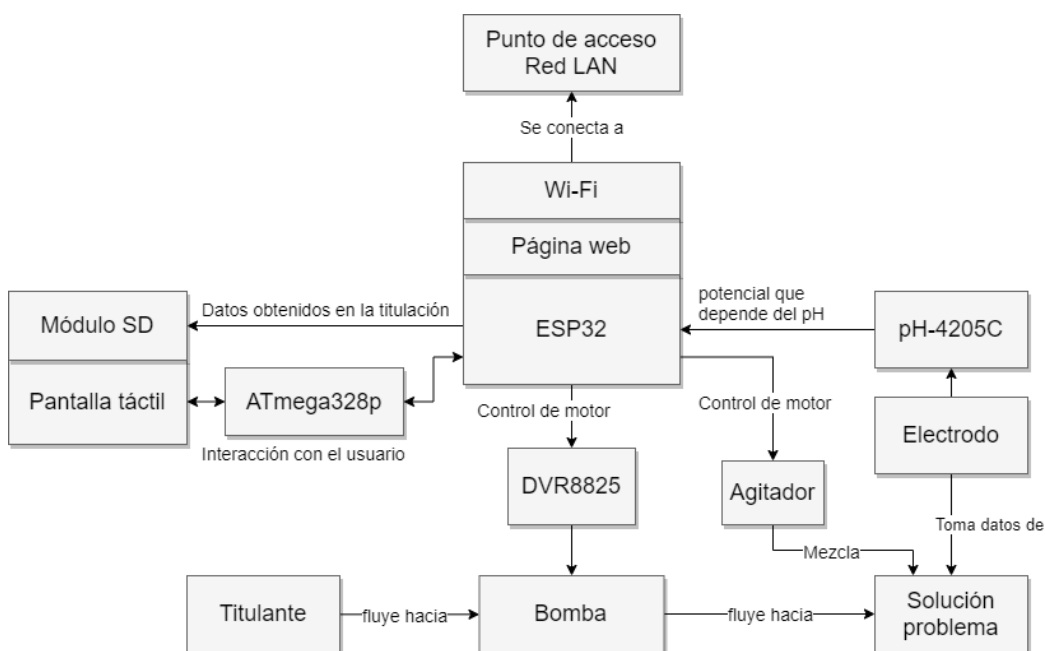 Punto de acceso
Red LAN
Se conecta a
Wi-Fi
Página web
ESP32
Datos obtenidos en la titulación
Módulo SD
Pantalla táctil
ATmega328p
Interacción con el usuario
potencial que
depende del pH
pH-4205C
Electrodo
Control de motor
Control de motor
DVR8825
Agitador
Toma datos de
Mezcla
Titulante
fluye hacia
Bomba
fluye hacia
Solución
problema